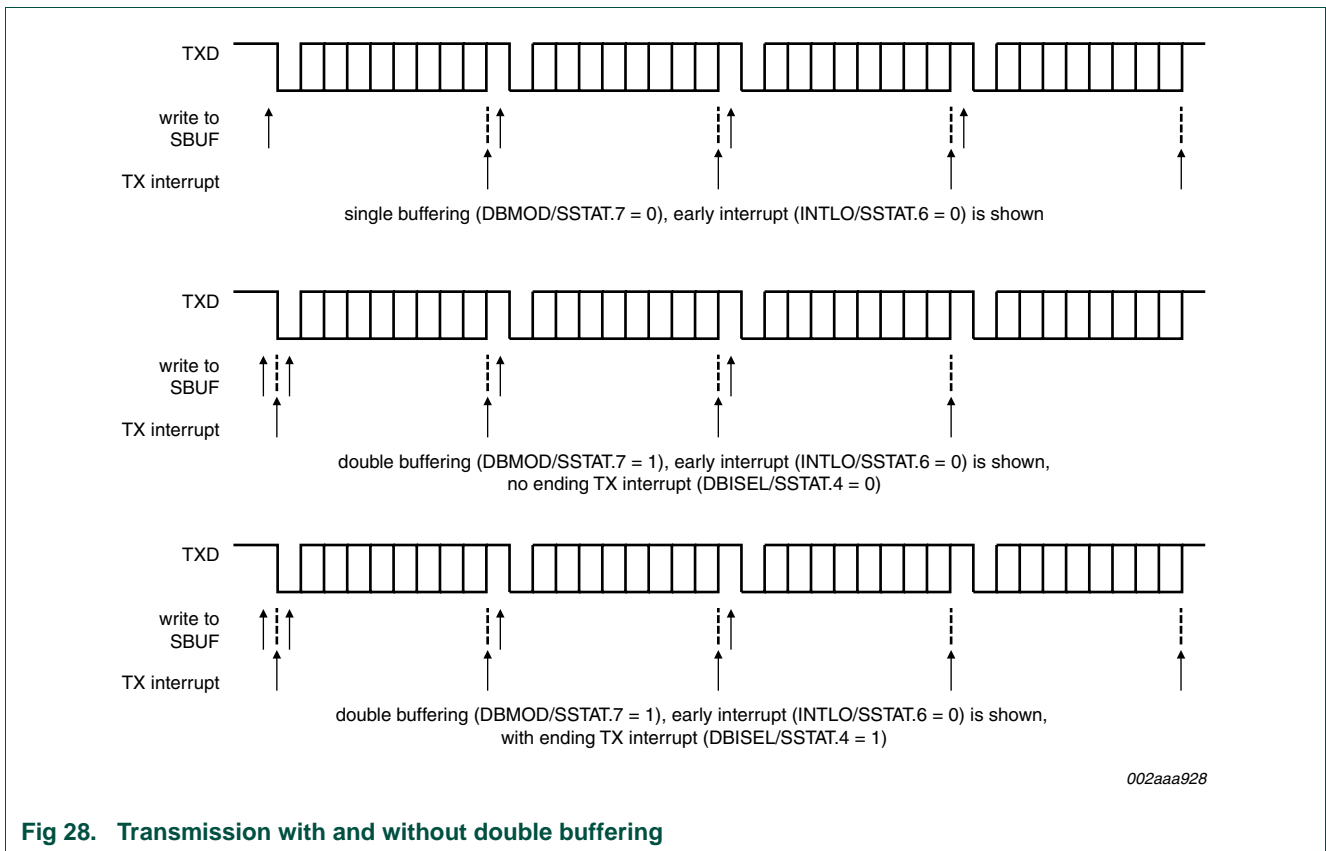 TXD
write to
SBUF
TX interrupt
single buffering (DBMOD/SSTAT.7 = 0), early interrupt (INTLO/SSTAT.6 = 0) is shown
TXD
write to
SBUF
TX interrupt
double buffering (DBMOD/SSTAT.7 = 1), early interrupt (INTLO/SSTAT.6 = 0) is shown,
no ending TX interrupt (DBISEL/SSTAT.4 = 0)
TXD
write to
SBUF
TX interrupt
double buffering (DBMOD/SSTAT.7 = 1), early interrupt (INTLO/SSTAT.6 = 0) is shown,
with ending TX interrupt (DBISEL/SSTAT.4 = 1)
002aaa928
Fig 28. Transmission with and without double buffering